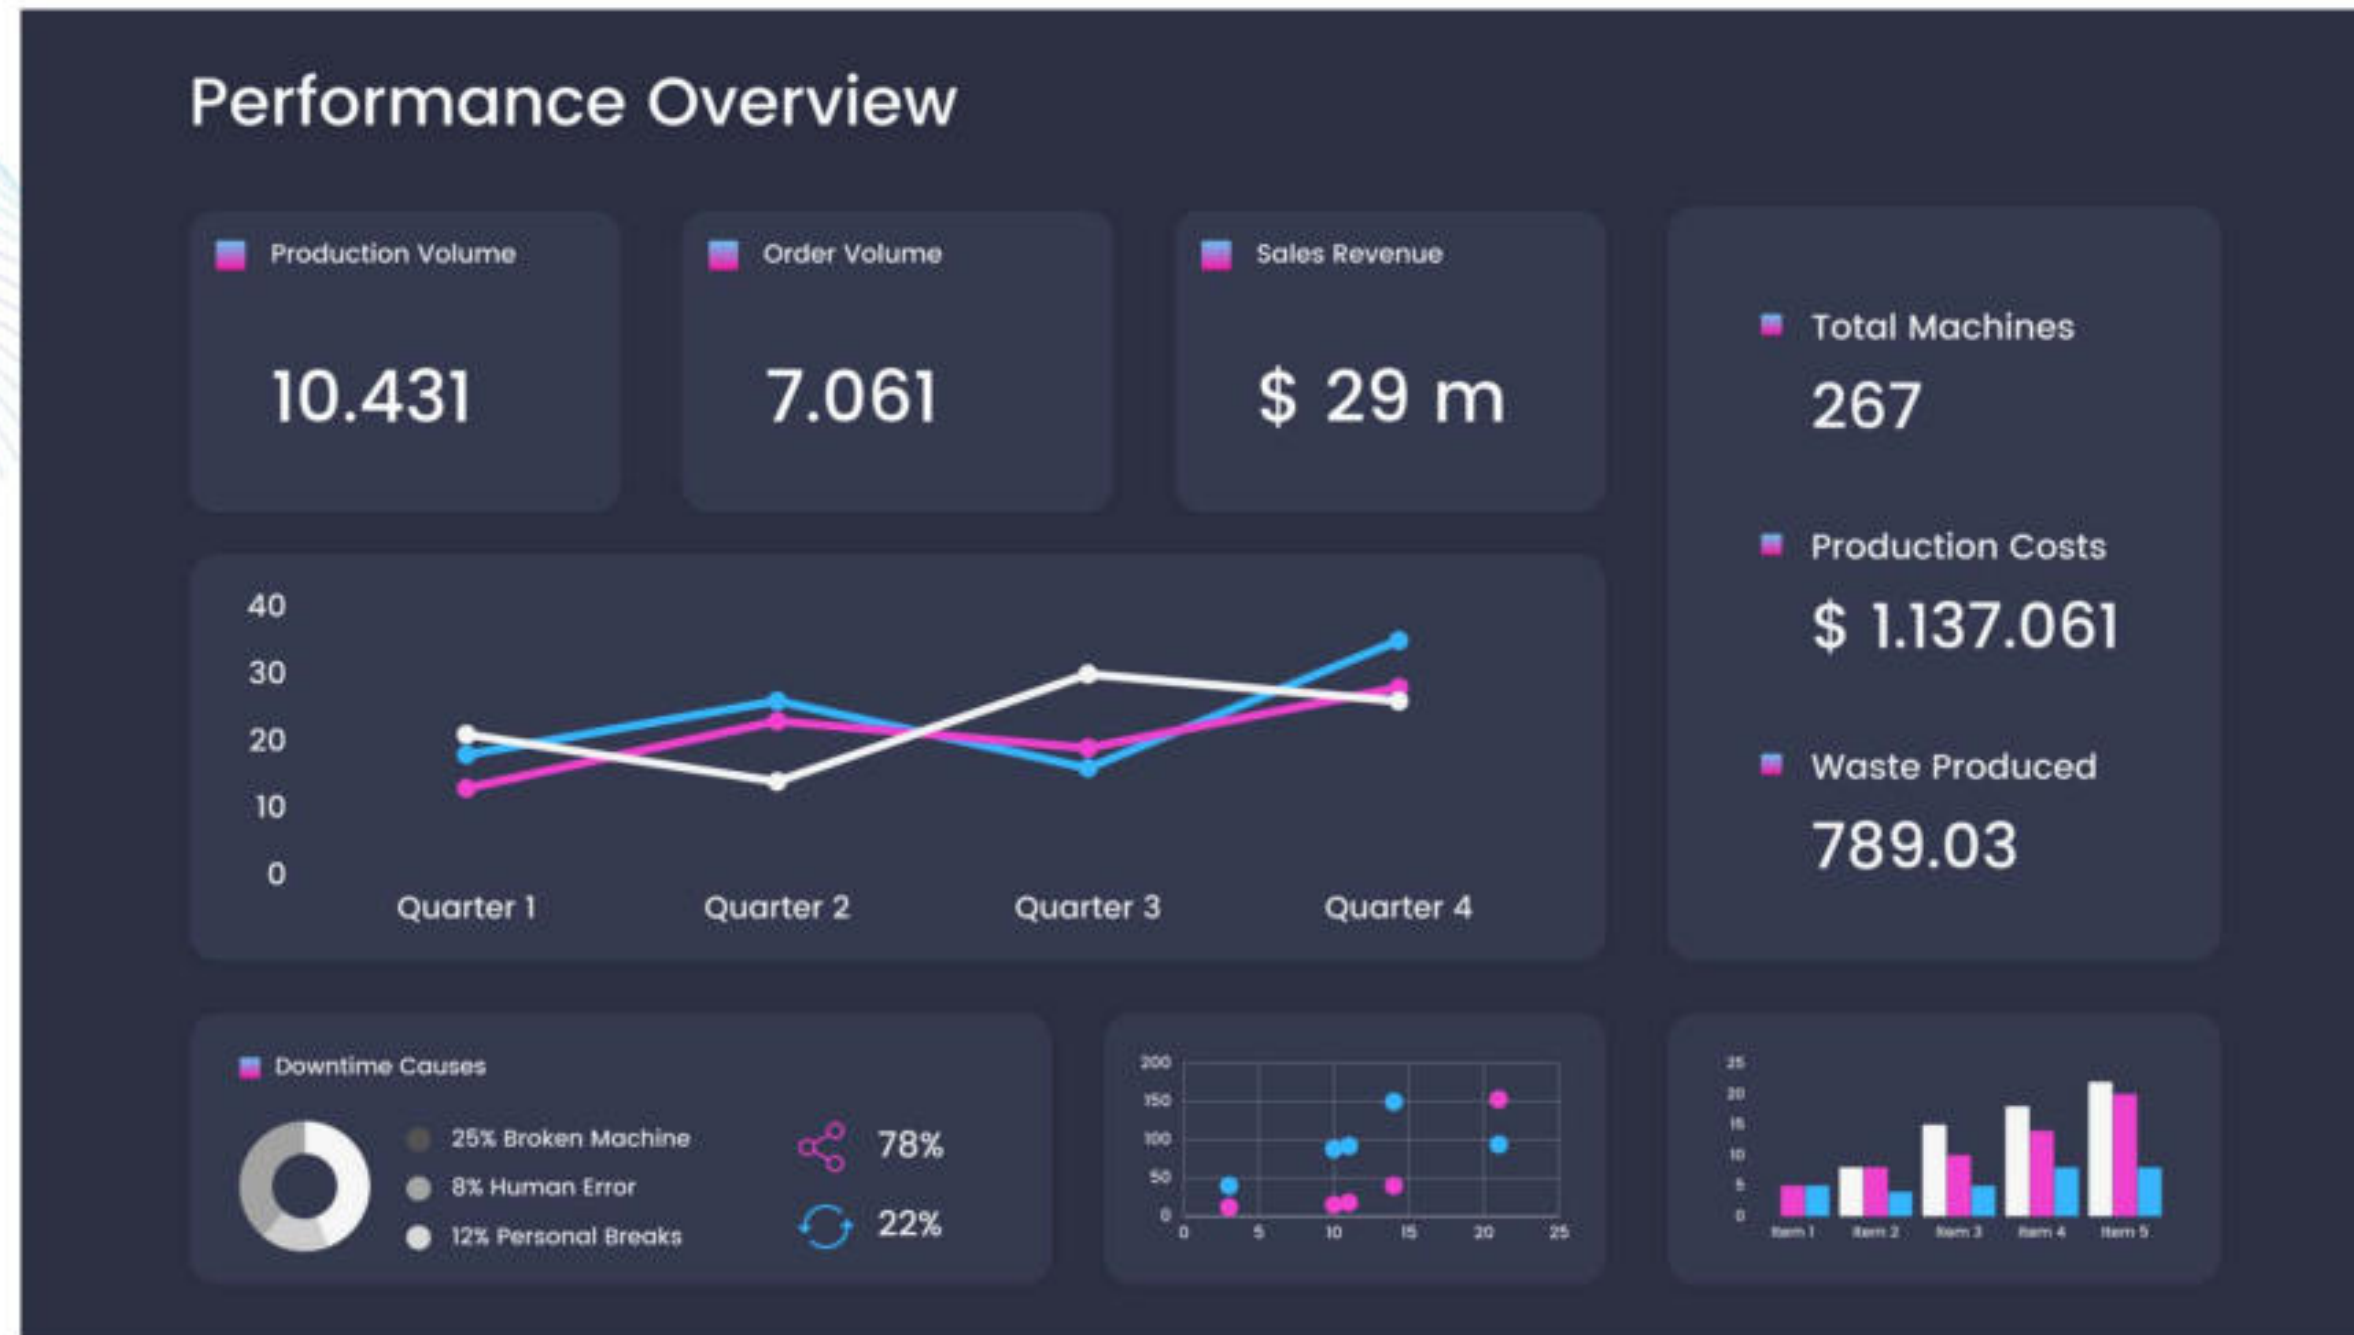 Performance Overview
Production Volume
10.431
Order Volume
7.061
Sales Revenue
$ 29 m
Total Machines
267
Production Costs
$ 1.137.061
Waste Produced
789.03
40
30
20
10
0
Quarter 1 Quarter 2 Quarter 3 Quarter 4
Downtime Causes
25% Broken Machine
8% Human Error
12% Personal Breaks
78%
22%
200
150
100
50
0
0 5 10 15 20 25
25
20
15
10
5
0
Item 1 Item 2 Item 3 Item 4 Item 5